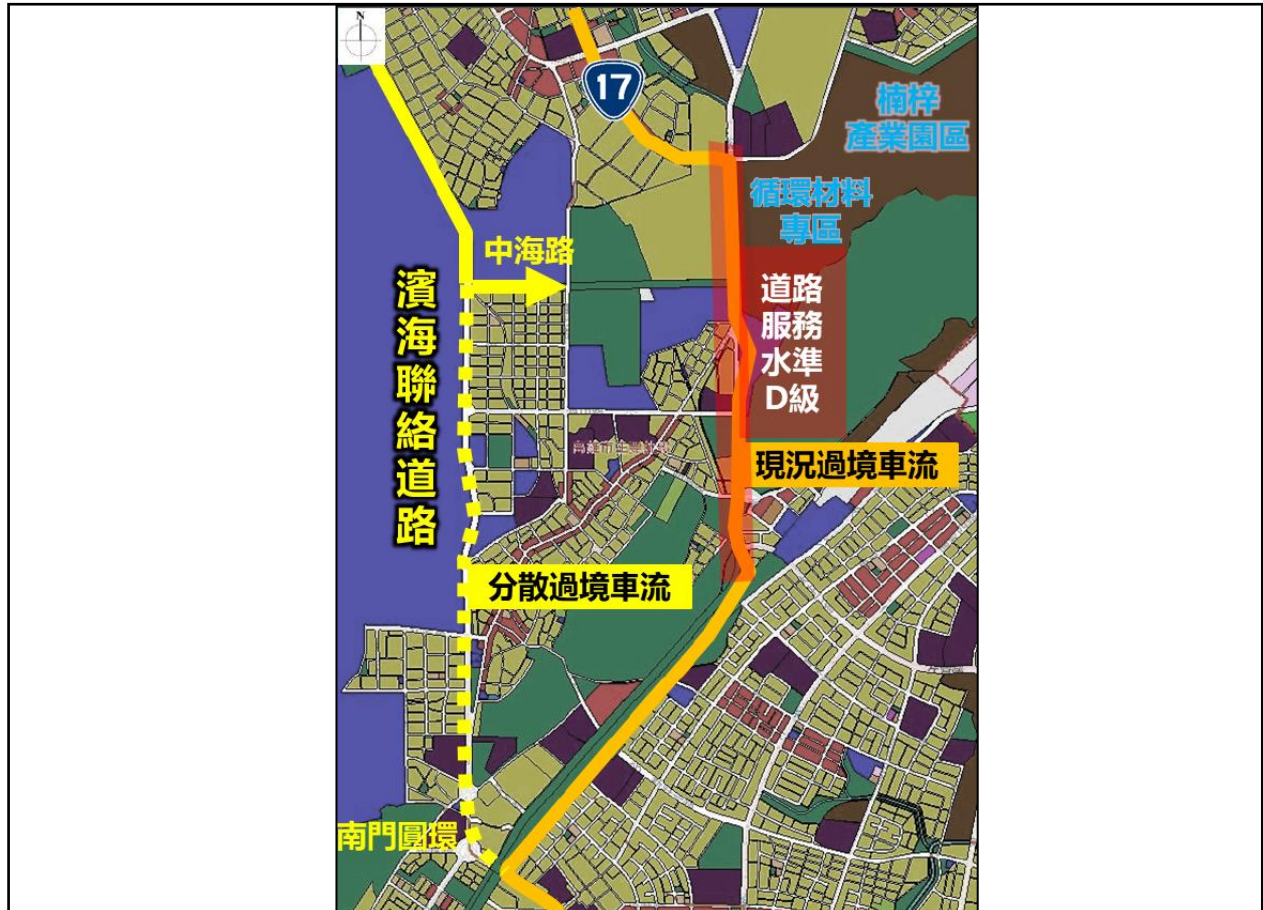 N
17
楠梓
產業園區
循環材料
專區
中海路
濱海聯絡道路
道路
服務
水準
D級
現況過境車流
分散過境車流
南門圓環